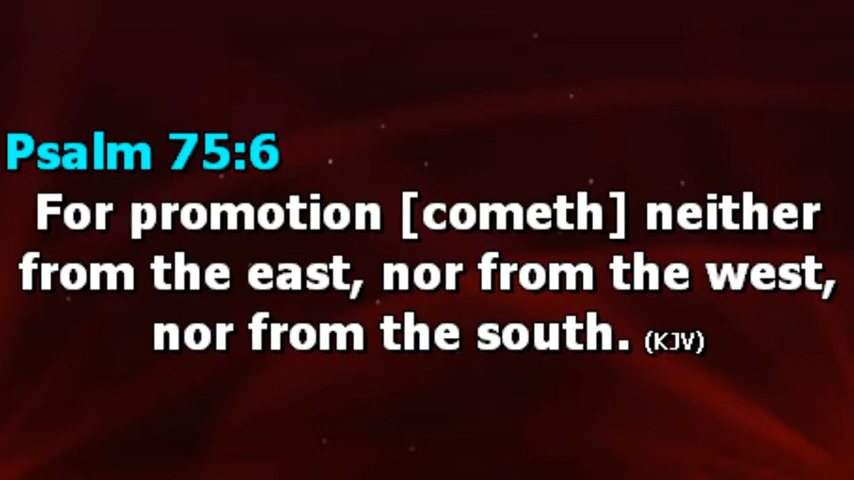 Psalm 75:6
For promotion [cometh] neither
from the east, nor from the west,
nor from the south. (KJV)